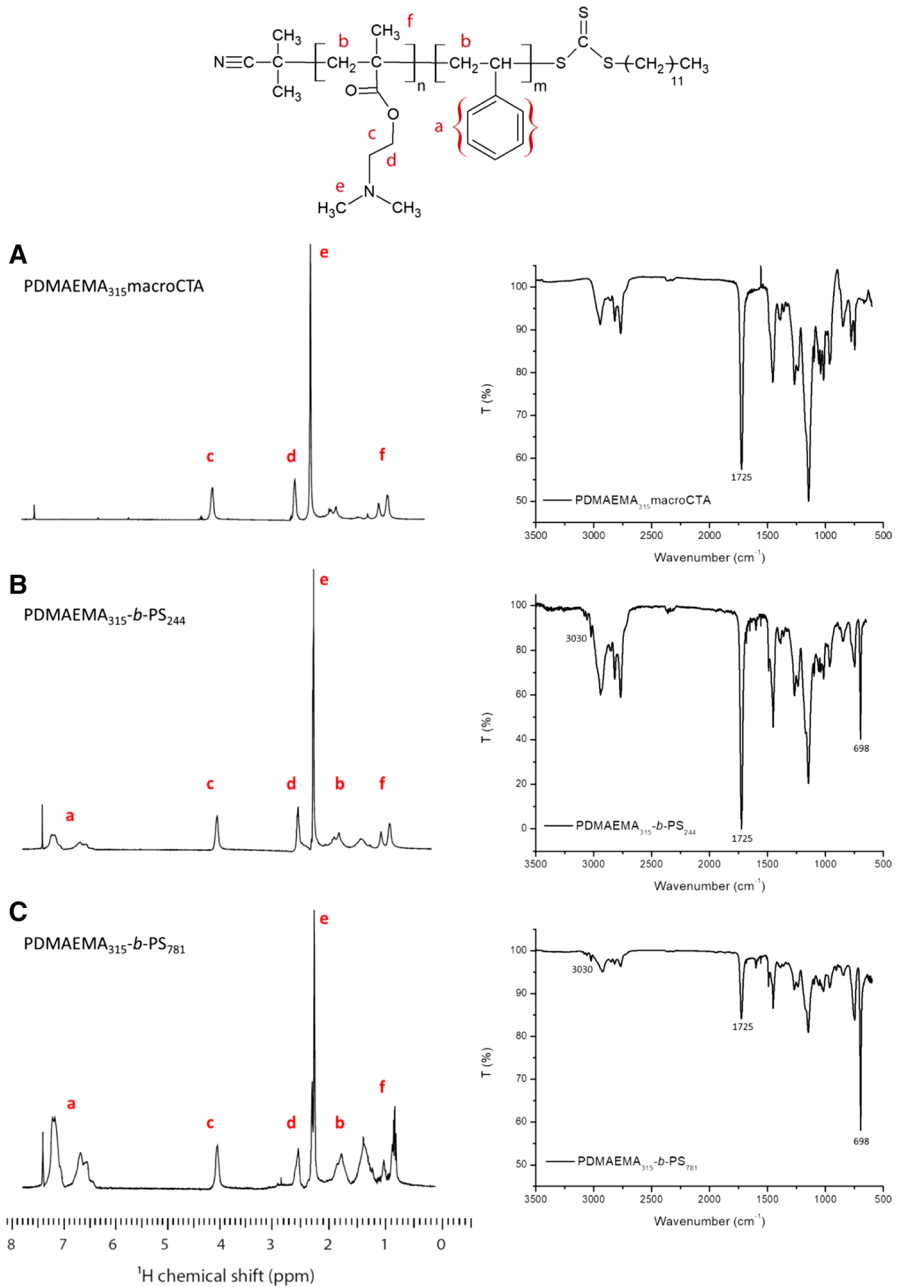 S
CH3 f
CH3 b b
N C CH2 CH2 CH S S (CH2) CH3
CH3 n m 11
O
O a
c
d
e N
H3C CH3
A
PDMAEMA315macroCTA
e
c d f
100
90
80
70
60
50
T (%)
1725
PDMAEMA315macroCTA
3500 3000 2500 2000 1500 1000 500
Wavenumber (cm-1)
B
PDMAEMA315-b-PS244
e
a c d b f
100
80
60
40
20
0
T (%)
3030
698
1725
PDMAEMA315-b-PS244
3500 3000 2500 2000 1500 1000 500
Wavenumber (cm-1)
C
PDMAEMA315-b-PS781
e
a c d b f
100
90
80
70
60
50
T (%)
3030
1725
698
PDMAEMA315-b-PS781
3500 3000 2500 2000 1500 1000 500
Wavenumber (cm-1)
8 7 6 5 4 3 2 1 0
1H chemical shift (ppm)